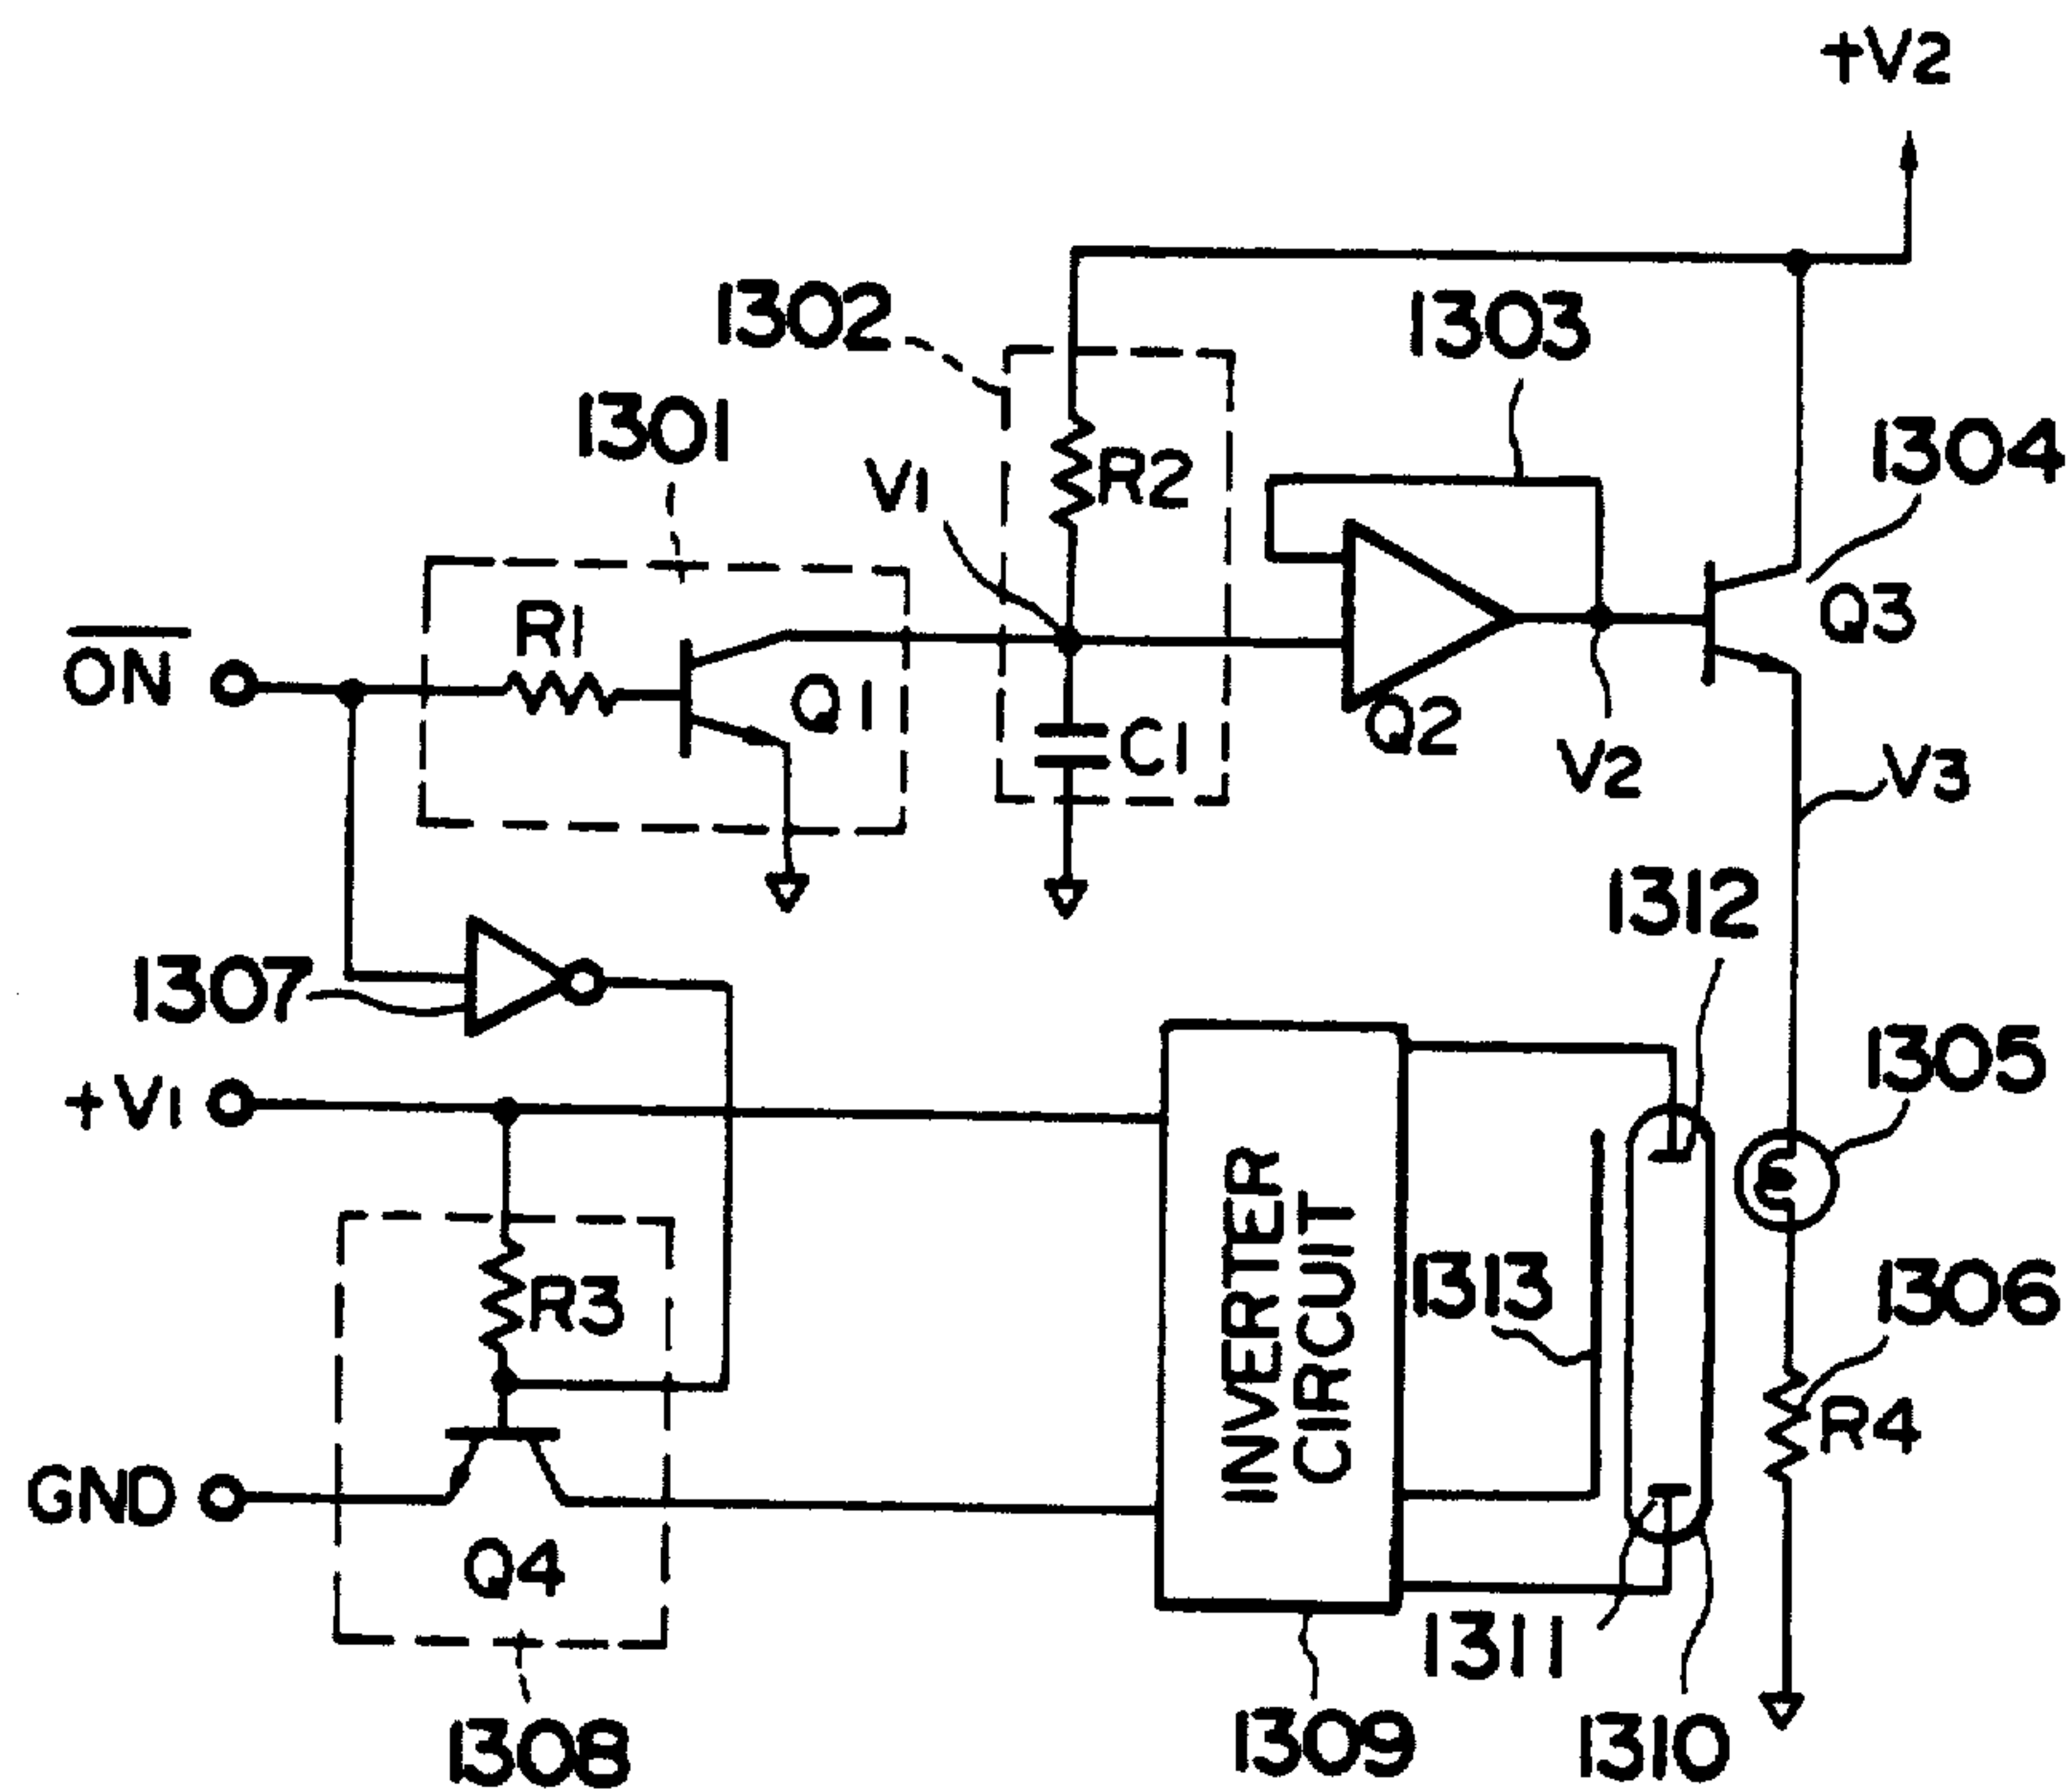 +V2
1302
1303
1301
1304
V1
R2
R1
Q3
ON
Q1
Q2
C1
V2
V3
1312
1307
1305
+V1
INVERTER
CIRCUIT
1313
R3
1306
R4
GND
Q4
1311
1308
1309
1310